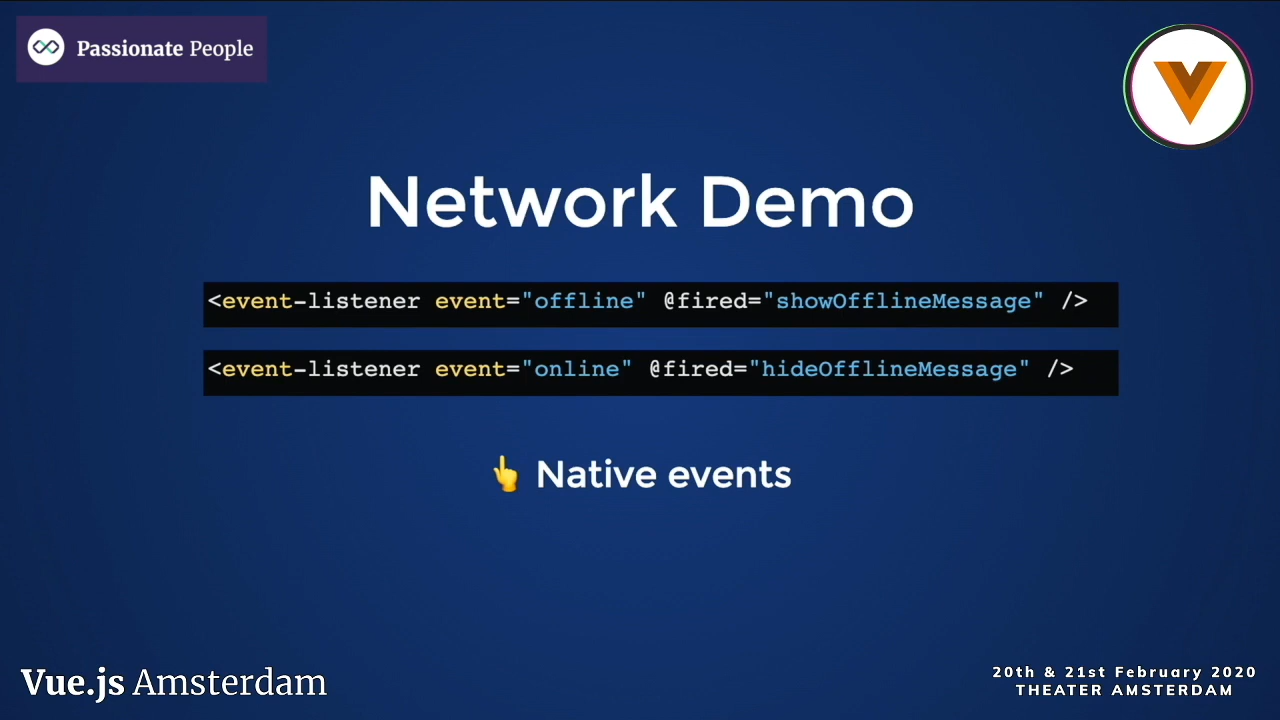 Passionate People
Network Demo
<event-listener event="offline" @fired="showOfflineMessage" />
<event-listener event="online" @fired="hideOfflineMessage" />
👆 Native events
Vue.js Amsterdam
20th & 21st February 2020
THEATER AMSTERDAM